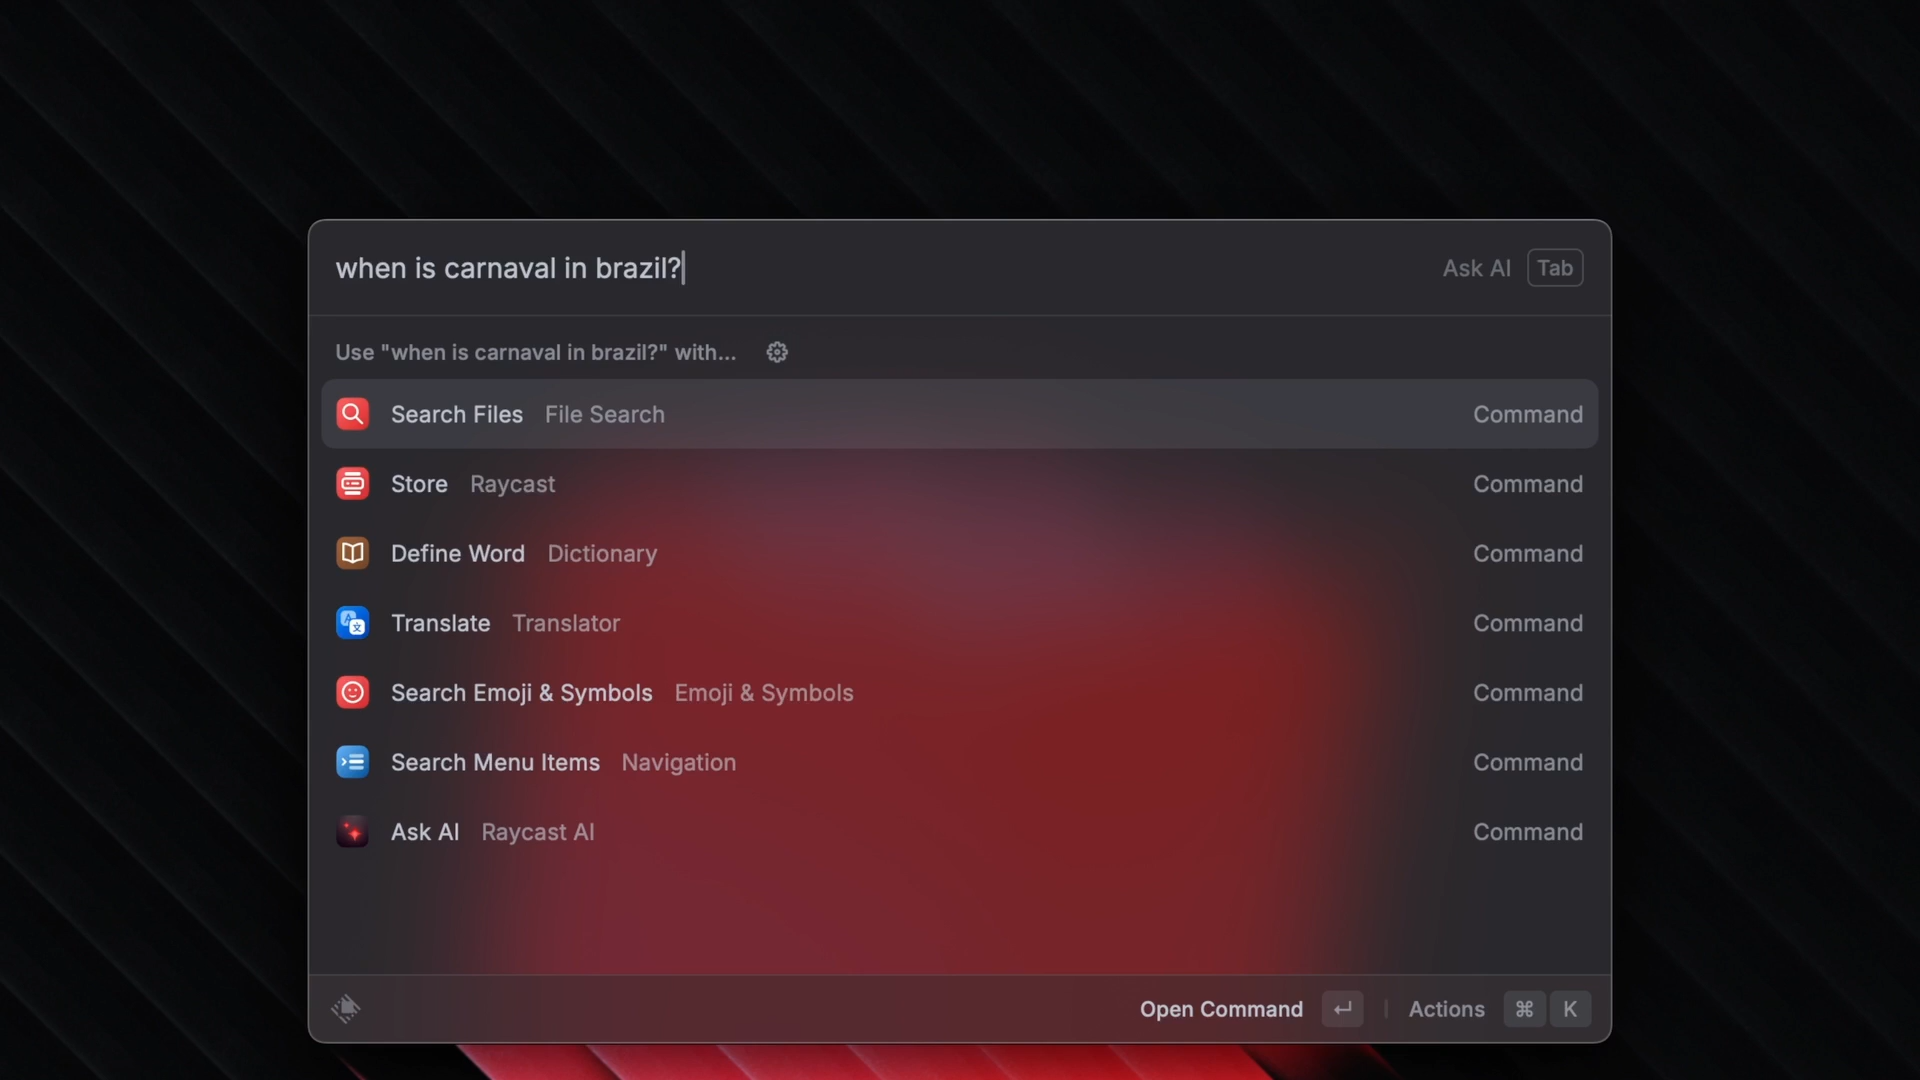 when is carnaval in brazil? Ask AI Tab
Use "when is carnaval in brazil?" with...
Search Files File Search Command
Store Raycast Command
Define Word Dictionary Command
Translate Translator Command
Search Emoji & Symbols Emoji & Symbols Command
Search Menu Items Navigation Command
Ask AI Raycast AI Command
Open Command ↵ Actions ⌘ K